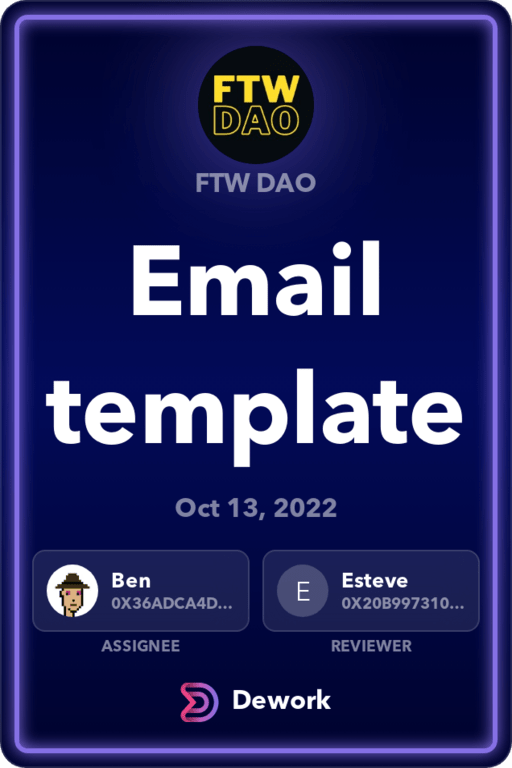 FTW
DAO
FTW DAO
Email
template
Oct 13, 2022
Ben
0X36ADCA4D...
ASSIGNEE
E
Esteve
0X20B997310...
REVIEWER
Dework